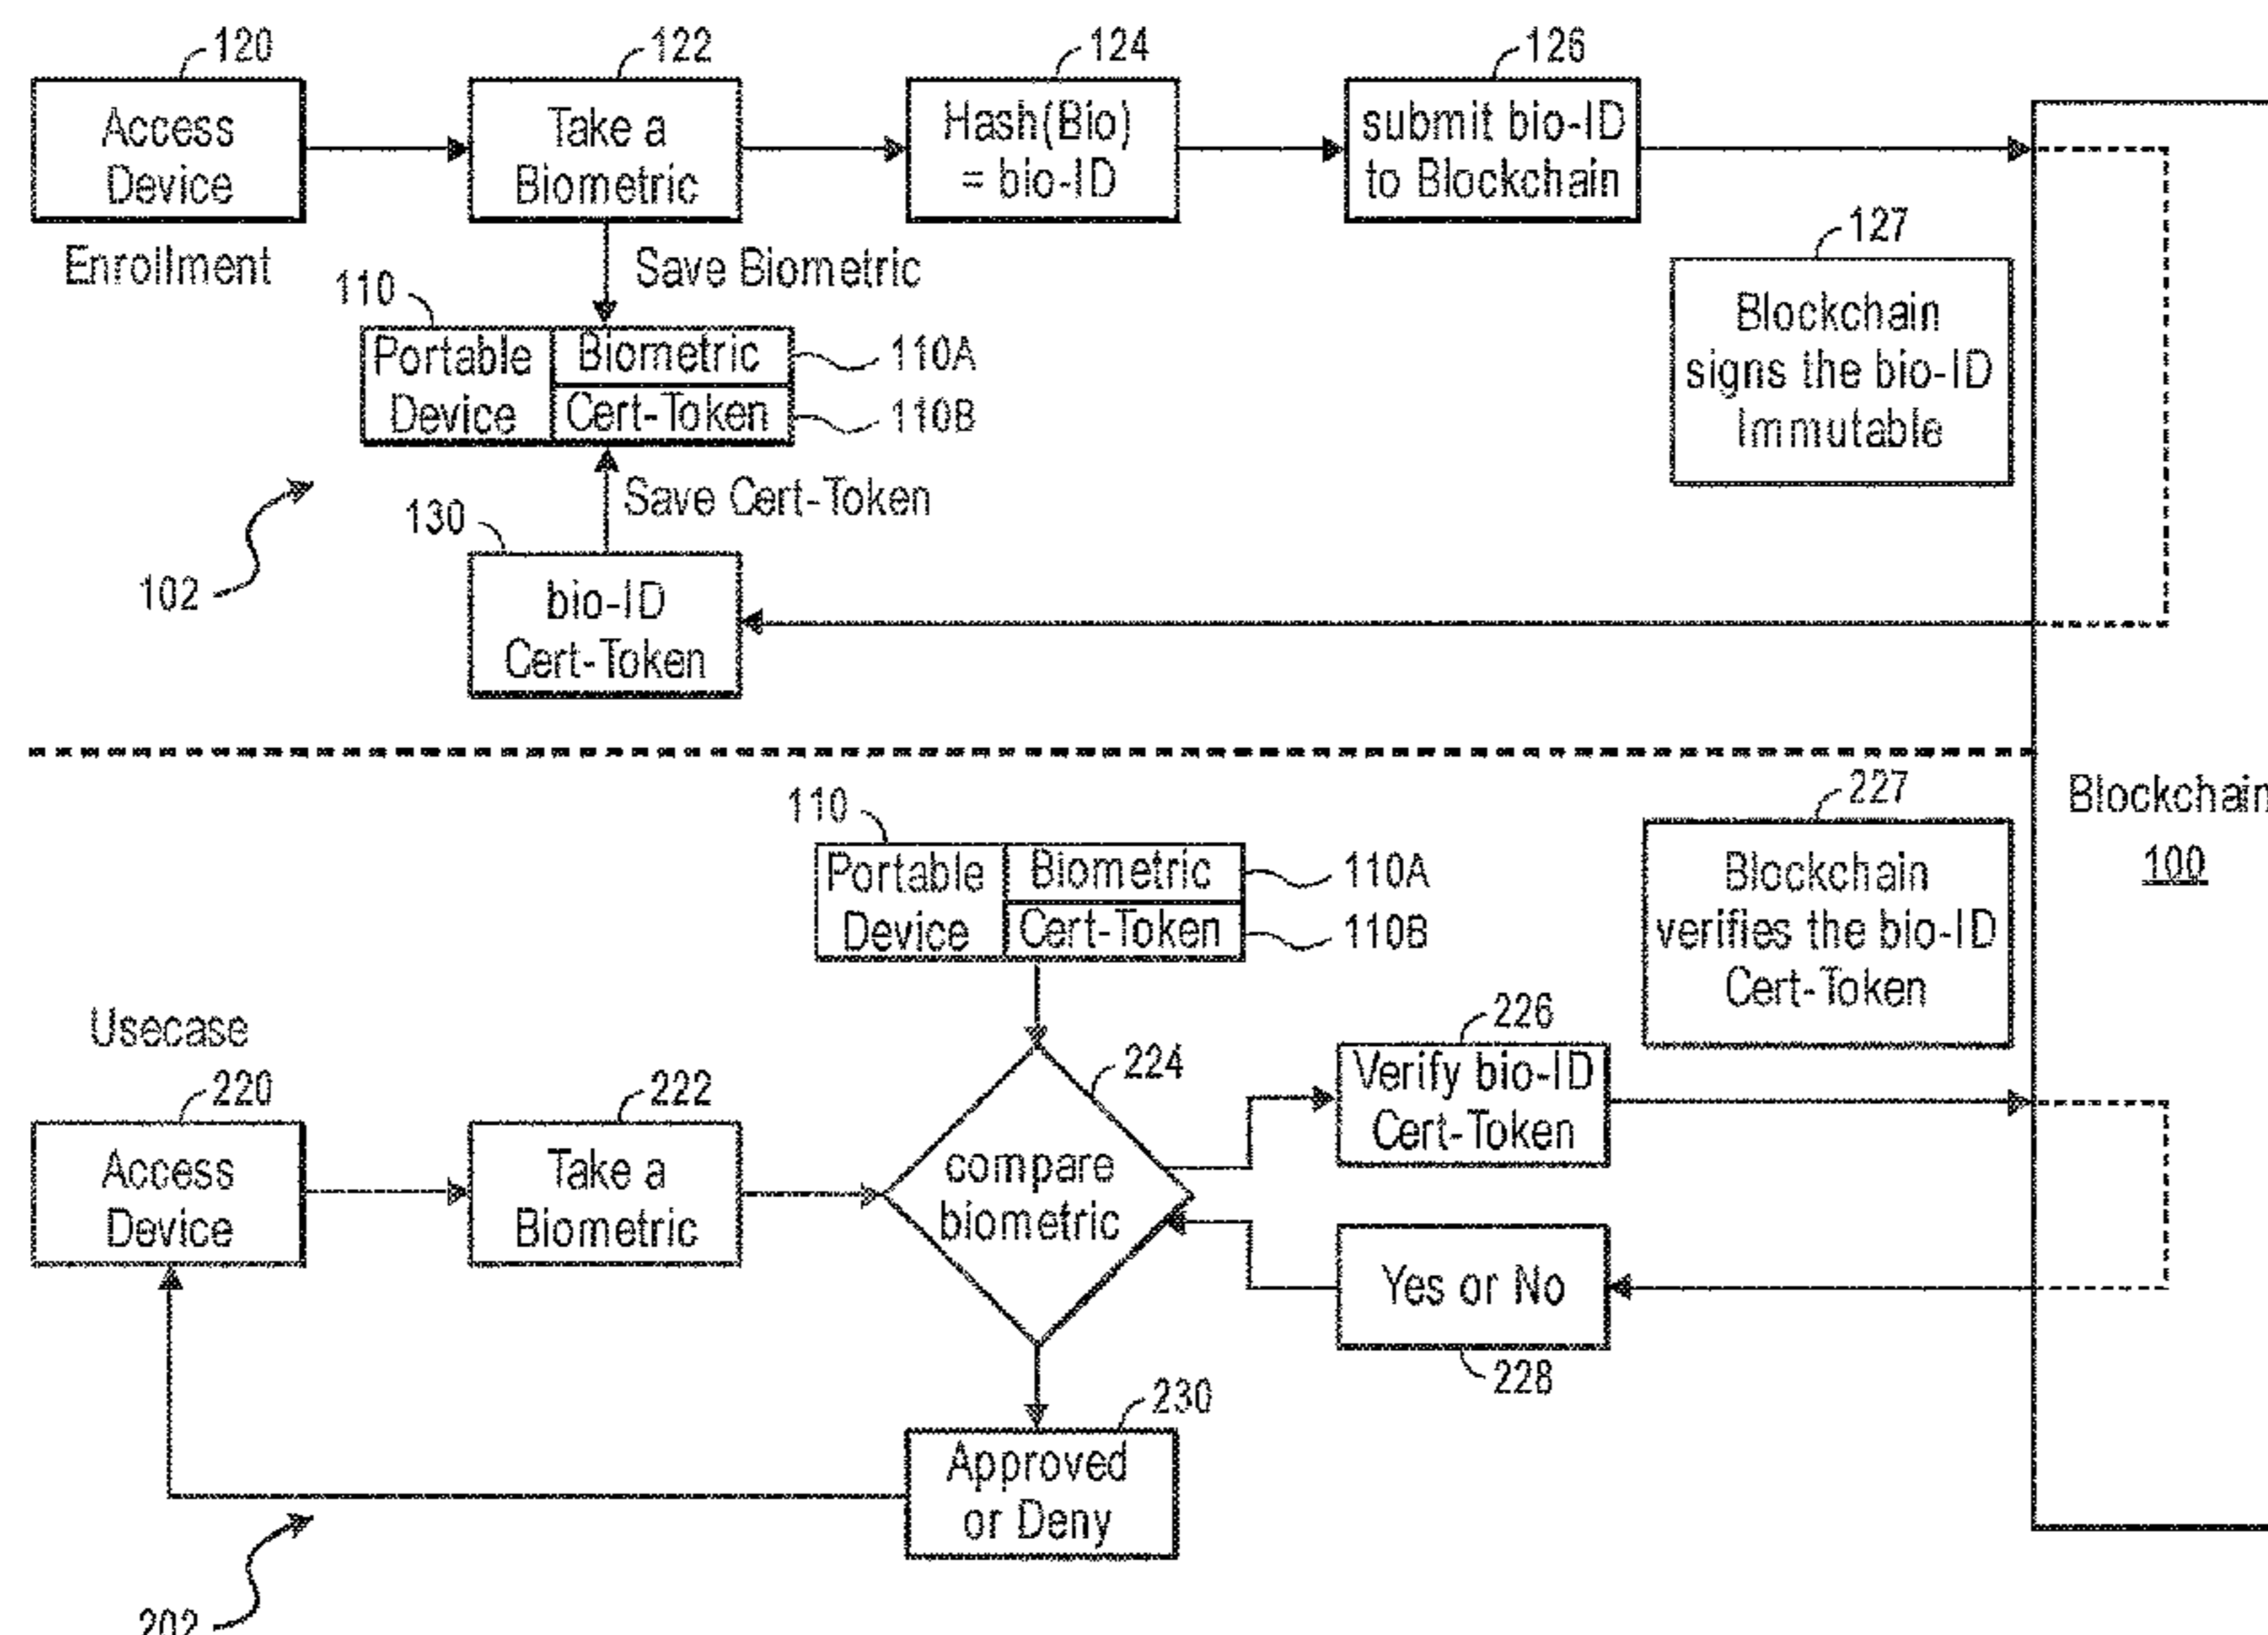 120
122
124
126
Access
Device
Take a
Biometric
Hash(Bio)
= bio-ID
submit bio-ID
to Blockchain
Enrollment
Save Biometric
127
Blockchain
signs the bio-ID
Immutable
110
Portable
Device
Biometric
Cert-Token
110A
110B
Save Cert-Token
102
130
bio-ID
Cert-Token
Blockchain
100
110
Portable
Device
Biometric
Cert-Token
110A
110B
227
Blockchain
verifies the bio-ID
Cert-Token
Usecase
220
Access
Device
222
Take a
Biometric
224
compare
biometric
226
Verify bio-ID
Cert-Token
Yes or No
228
230
Approved
or Deny
202